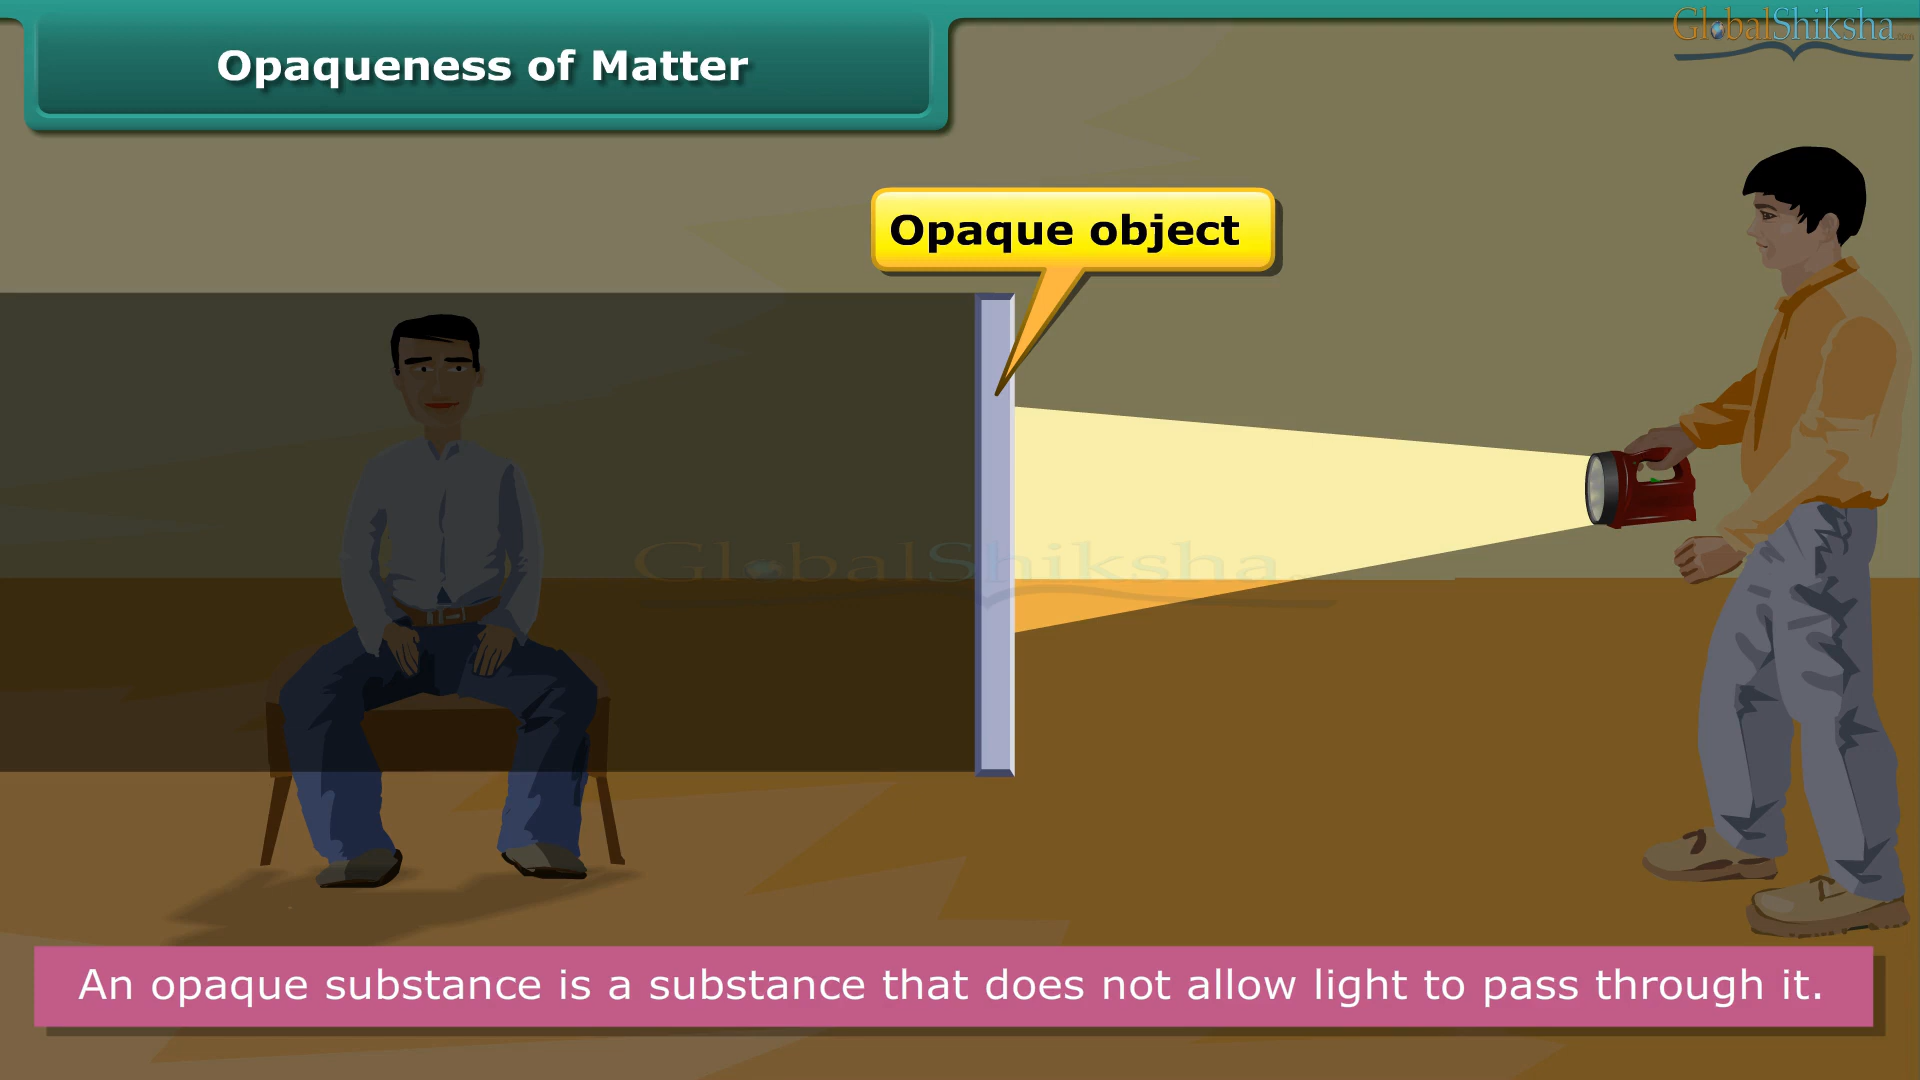 GlobalShiksha.com
Opaqueness of Matter
Opaque object
GlobalShiksha
An opaque substance is a substance that does not allow light to pass through it.